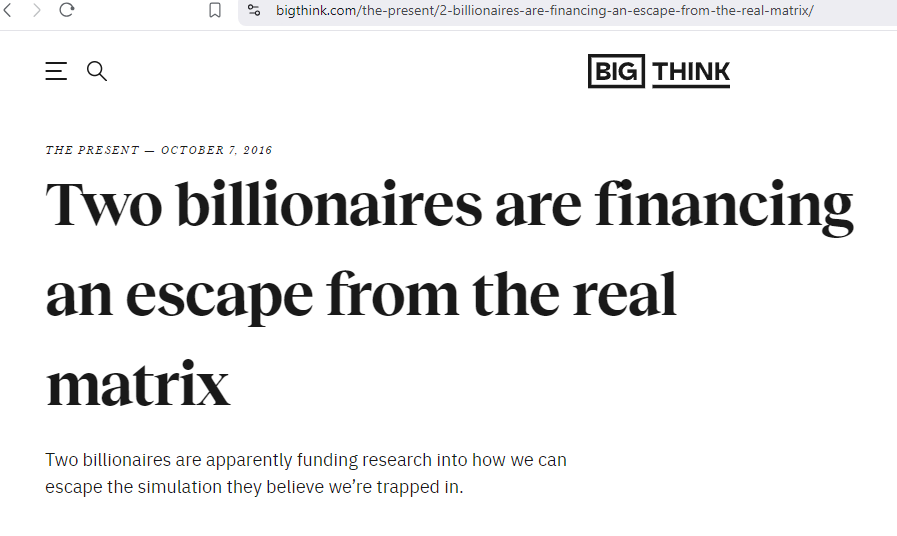 bigthink.com/the-present/2-billionaires-are-financing-an-escape-from-the-real-matrix/
BIG THINK
THE PRESENT — OCTOBER 7, 2016
Two billionaires are financing
an escape from the real
matrix
Two billionaires are apparently funding research into how we can
escape the simulation they believe we’re trapped in.